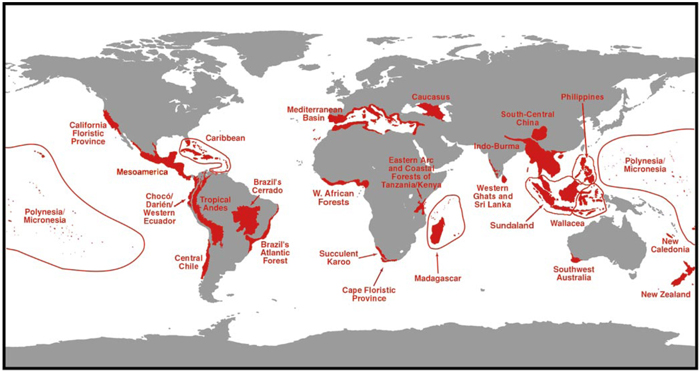 Philippines
Caucasus
Mediterranean
Basin
South-Central
China
California
Floristic
Province
Caribbean
Indo-Burma
Polynesia/
Micronesia
Mesoamerica
Eastern Arc
and Coastal
Forests of
Tanzania/Kenya
Brazil's
Cerrado
Chocó/
Darién/
Western
Ecuador
Tropical
Andes
W. African
Forests
Western
Ghats and
Sri Lanka
Polynesia/
Micronesia
Sundaland
Wallacea
Brazil's
Atlantic
Forest
New
Caledonia
Central
Chile
Succulent
Karoo
Madagascar
Southwest
Australia
Cape Floristic
Province
New Zealand